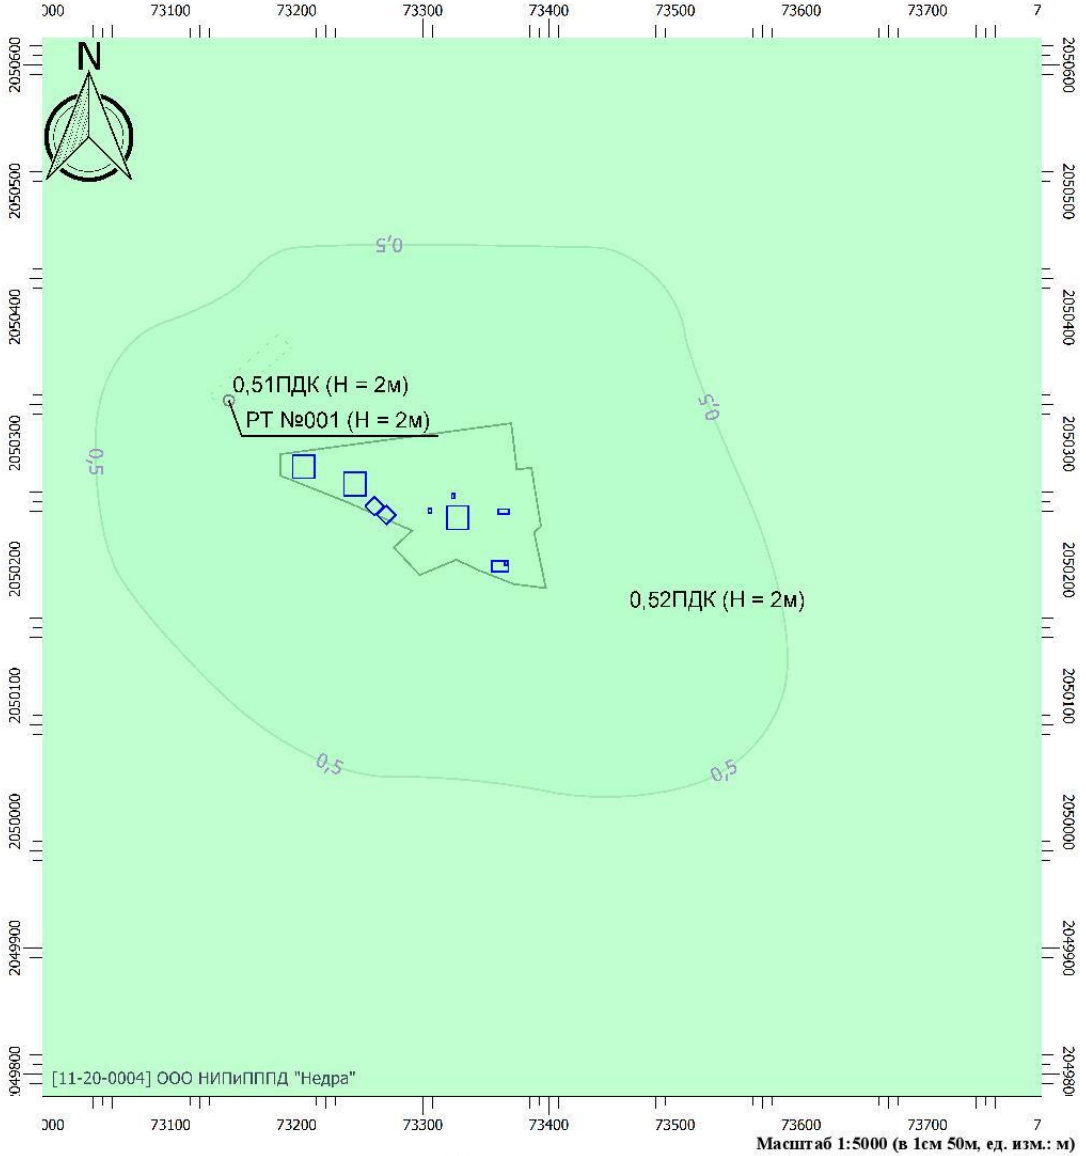 000 73100 73200 73300 73400 73500 73600 73700 7
N
2050600 2050600
2050500 2050500
0,5
2050400 2050400
0,51ПДК (Н = 2м)
0,5
РТ №001 (Н = 2м)
2050300 2050300
0,5
2050200 2050200
0,52ПДК (Н = 2м)
2050100 2050100
0,5 0,5
2050000 2050000
2049900 2049900
2049800 204980
[11-20-0004] ООО НИПиПППД "Недра"
000 73100 73200 73300 73400 73500 73600 73700 7
Масштаб 1:5000 (в 1см 50м, ед. изм.: м)